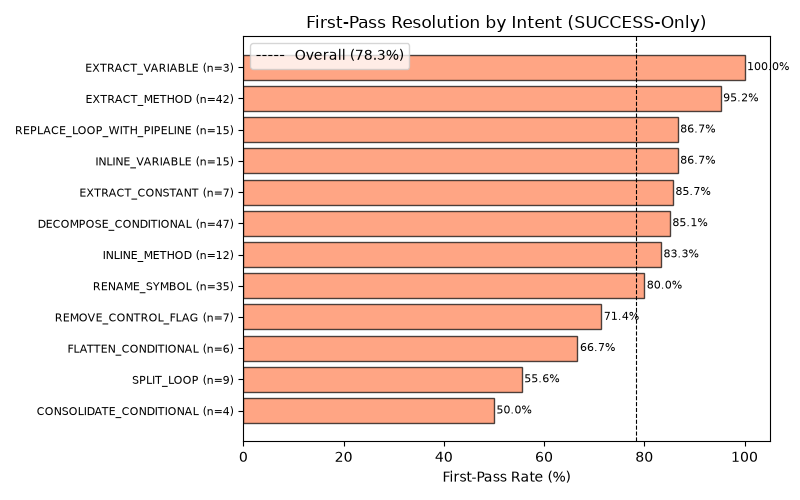 First-Pass Resolution by Intent (SUCCESS-Only)
Overall (78.3%)
EXTRACT_VARIABLE (n=3) 100.0%
EXTRACT_METHOD (n=42) 95.2%
REPLACE_LOOP_WITH_PIPELINE (n=15) 86.7%
INLINE_VARIABLE (n=15) 86.7%
EXTRACT_CONSTANT (n=7) 85.7%
DECOMPOSE_CONDITIONAL (n=47) 85.1%
INLINE_METHOD (n=12) 83.3%
RENAME_SYMBOL (n=35) 80.0%
REMOVE_CONTROL_FLAG (n=7) 71.4%
FLATTEN_CONDITIONAL (n=6) 66.7%
SPLIT_LOOP (n=9) 55.6%
CONSOLIDATE_CONDITIONAL (n=4) 50.0%
0 20 40 60 80 100
First-Pass Rate (%)